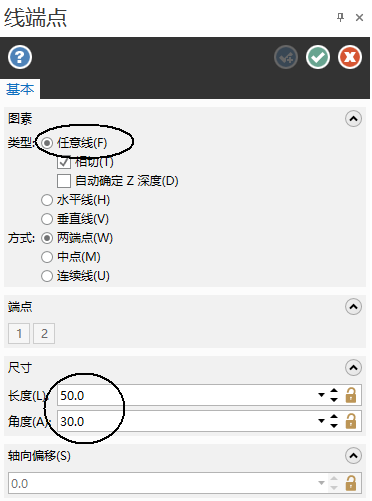 线端点
基本
图素
类型: 任意线(F)
相切(T)
自动确定 Z 深度(D)
水平线(H)
垂直线(V)
方式: 两端点(W)
中点(M)
连续线(U)
端点
1 2
尺寸
长度(L): 50.0
角度(A): 30.0
轴向偏移(S)
0.0